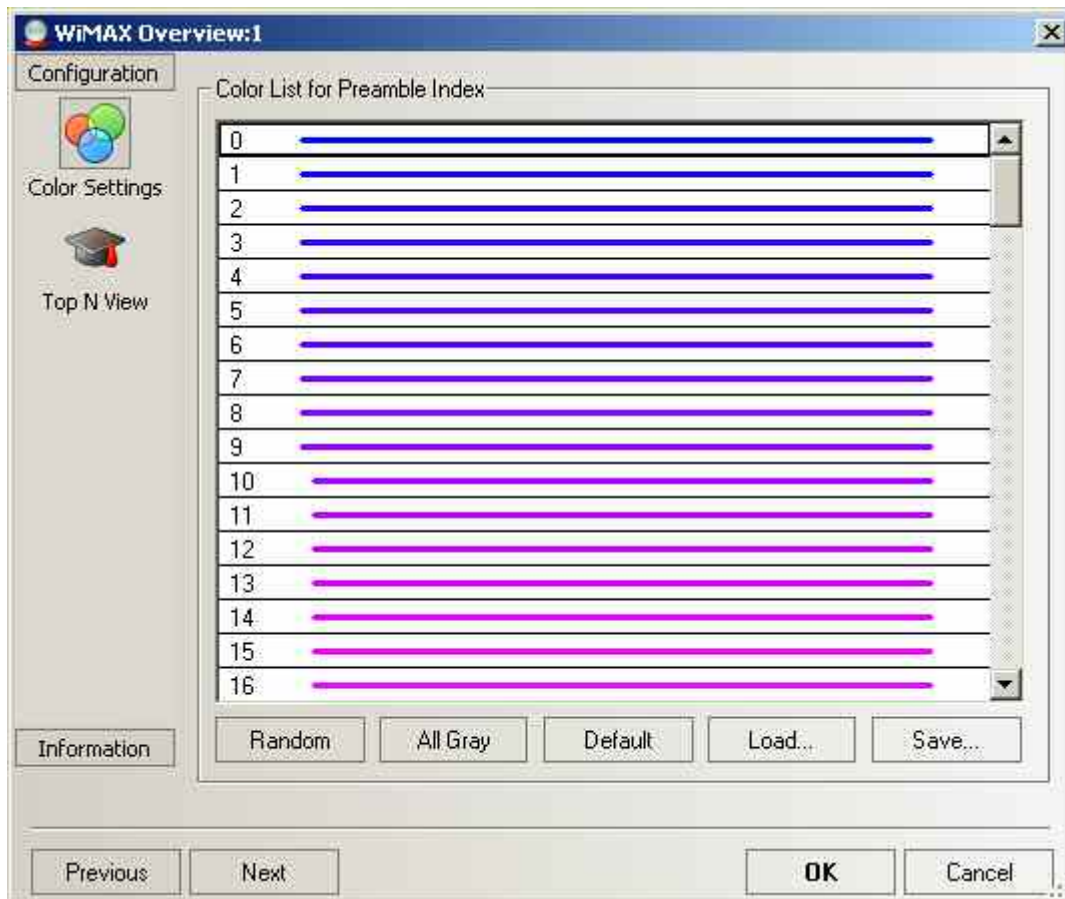 WiMAX Overview:1
Configuration
Color Settings
Top N View
Information
Color List for Preamble Index
0
1
2
3
4
5
6
7
8
9
10
11
12
13
14
15
16
Random
All Gray
Default
Load...
Save...
Previous
Next
OK
Cancel